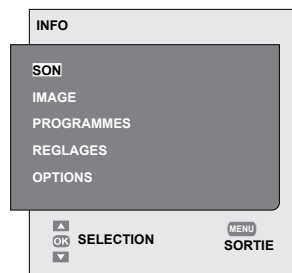 INFO
SON
IMAGE
PROGRAMMES
REGLAGES
OPTIONS
OK SELECTION
MENU
SORTIE